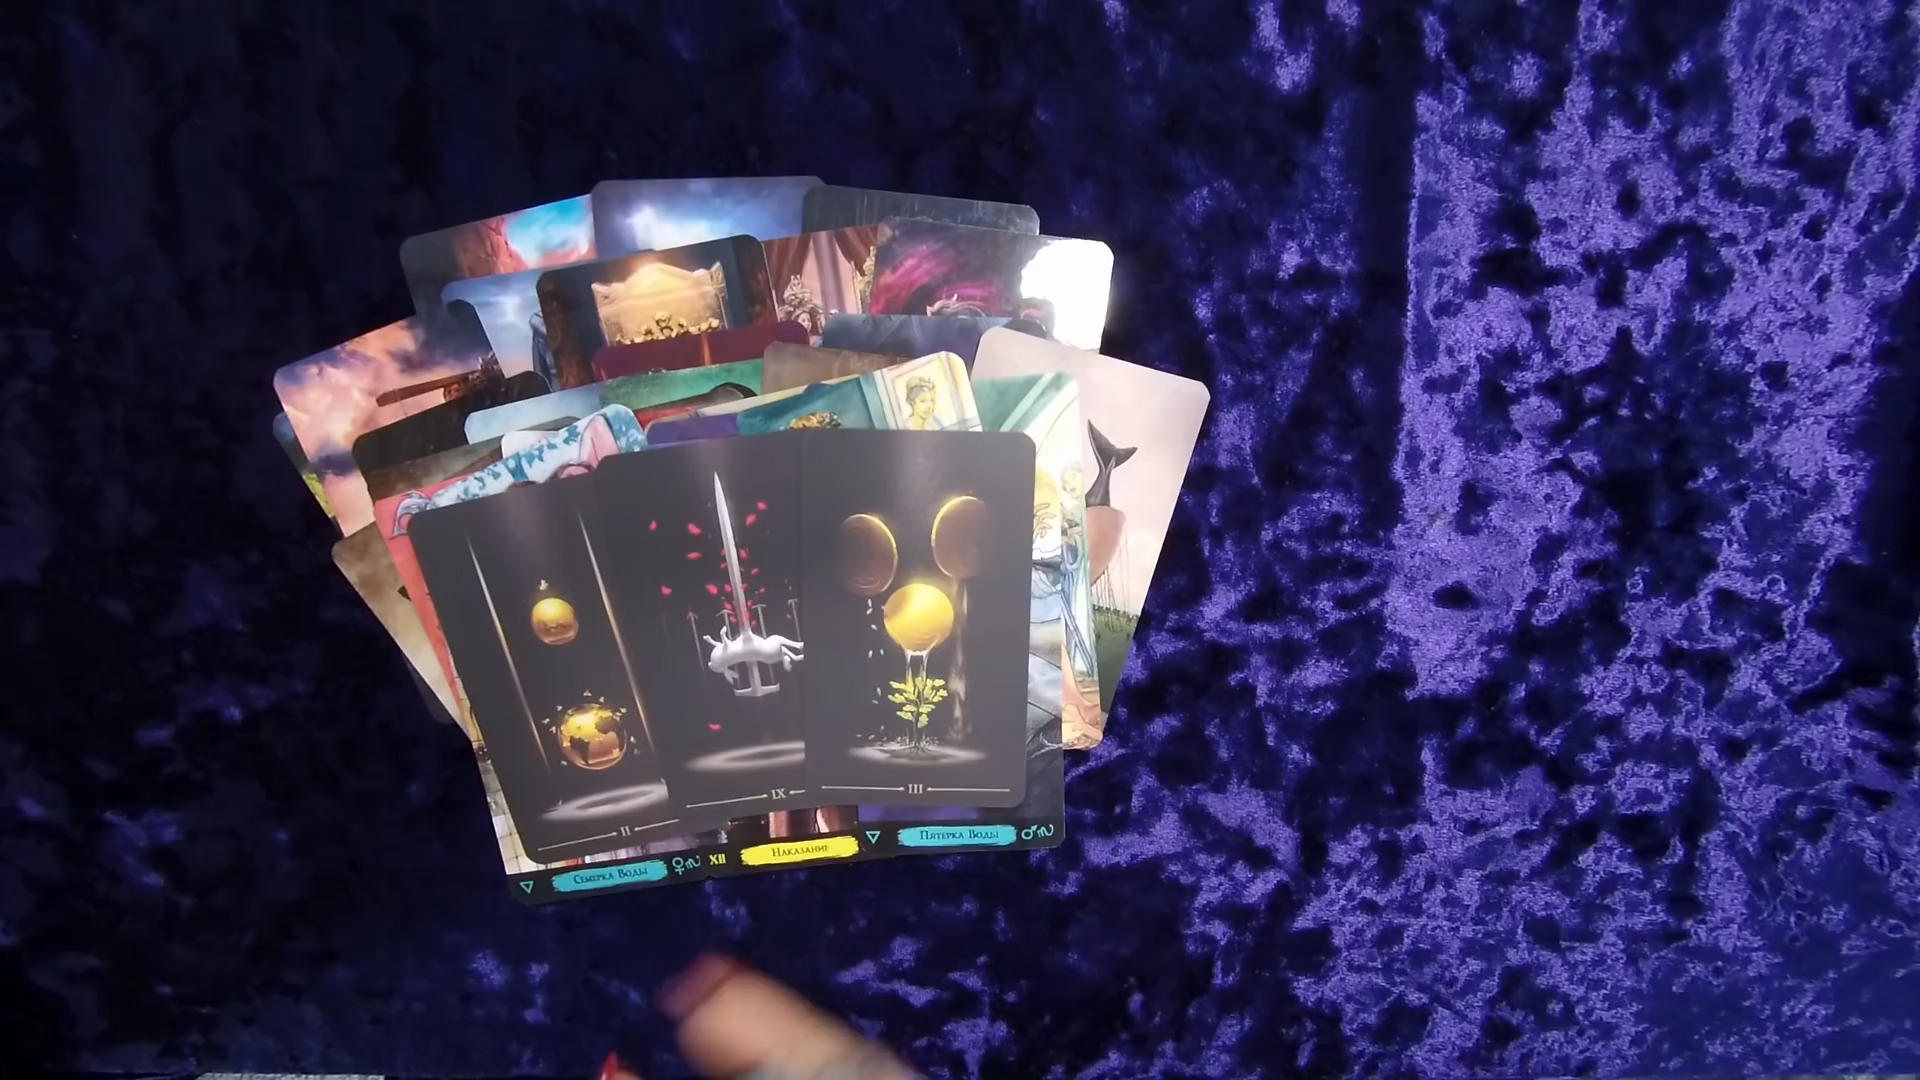 II
IX
III
Семерка Воды
XII
Наказание
Пятерка Воды